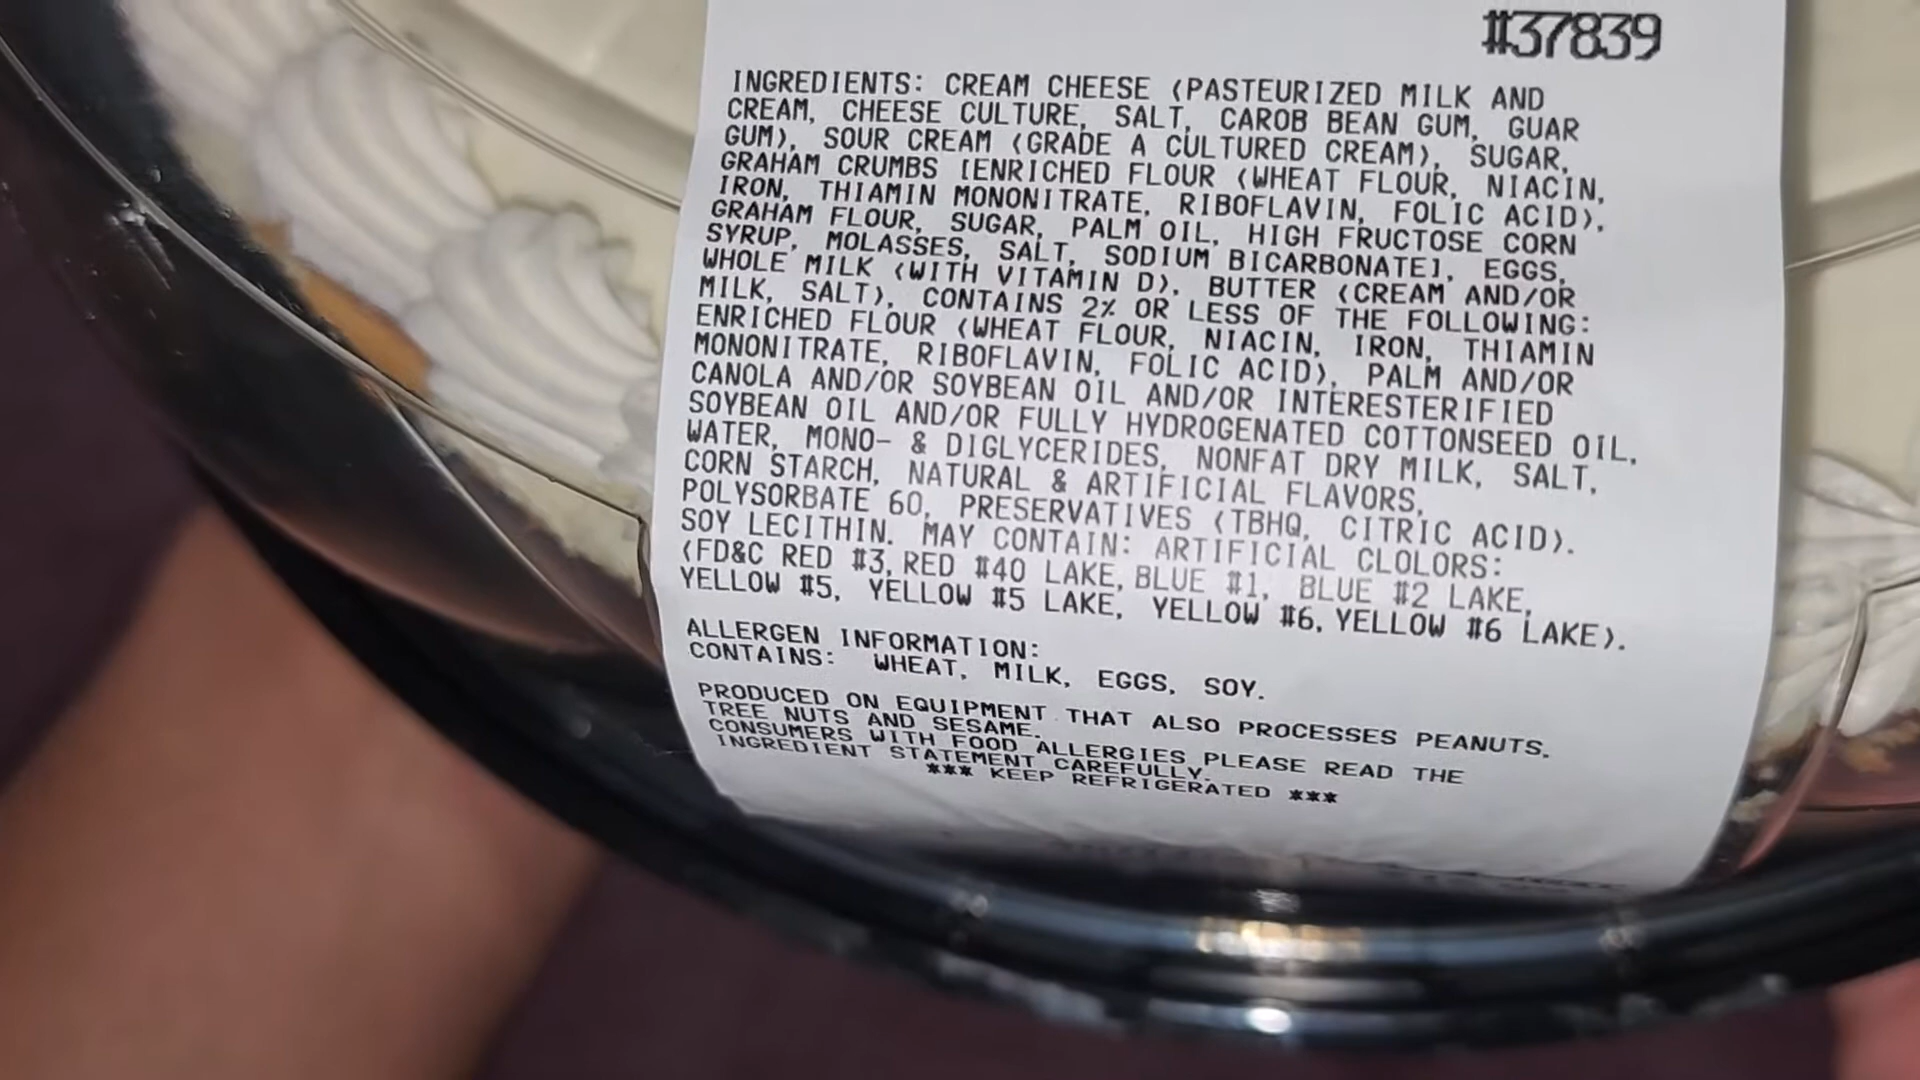 #37839
INGREDIENTS: CREAM CHEESE (PASTEURIZED MILK AND
CREAM, CHEESE CULTURE, SALT, CAROB BEAN GUM, GUAR
GUM), SOUR CREAM (GRADE A CULTURED CREAM), SUGAR,
GRAHAM CRUMBS [ENRICHED FLOUR (WHEAT FLOUR, NIACIN,
IRON, THIAMIN MONONITRATE, RIBOFLAVIN, FOLIC ACID),
GRAHAM FLOUR, SUGAR, PALM OIL, HIGH FRUCTOSE CORN
SYRUP, MOLASSES, SALT, SODIUM BICARBONATE], EGGS,
WHOLE MILK (WITH VITAMIN D), BUTTER (CREAM AND/OR
MILK, SALT), CONTAINS 2% OR LESS OF THE FOLLOWING:
ENRICHED FLOUR (WHEAT FLOUR, NIACIN, IRON, THIAMIN
MONONITRATE, RIBOFLAVIN, FOLIC ACID), PALM AND/OR
CANOLA AND/OR SOYBEAN OIL AND/OR INTERESTERIFIED
SOYBEAN OIL AND/OR FULLY HYDROGENATED COTTONSEED OIL,
WATER, MONO- & DIGLYCERIDES, NONFAT DRY MILK, SALT,
CORN STARCH, NATURAL & ARTIFICIAL FLAVORS,
POLYSORBATE 60, PRESERVATIVES (TBHQ, CITRIC ACID),
SOY LECITHIN. MAY CONTAIN: ARTIFICIAL CLOLORS:
(FD&C RED #3, RED #40 LAKE, BLUE #1, BLUE #2 LAKE,
YELLOW #5, YELLOW #5 LAKE, YELLOW #6, YELLOW #6 LAKE).
ALLERGEN INFORMATION:
CONTAINS: WHEAT, MILK, EGGS, SOY.
PRODUCED ON EQUIPMENT THAT ALSO PROCESSES PEANUTS,
TREE NUTS AND SESAME.
CONSUMERS WITH FOOD ALLERGIES PLEASE READ THE
INGREDIENT STATEMENT CAREFULLY.
*** KEEP REFRIGERATED ***